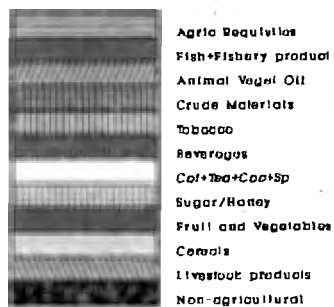 Agric Requisites
Fish+Fishery product
Animal Veget Oil
Crude Materials
Tobacco
Beverages
Cof+Tea+Coc+Sp
Sugar/Honey
Fruit and Vegetables
Cereals
Livestock products
Non-agricultural